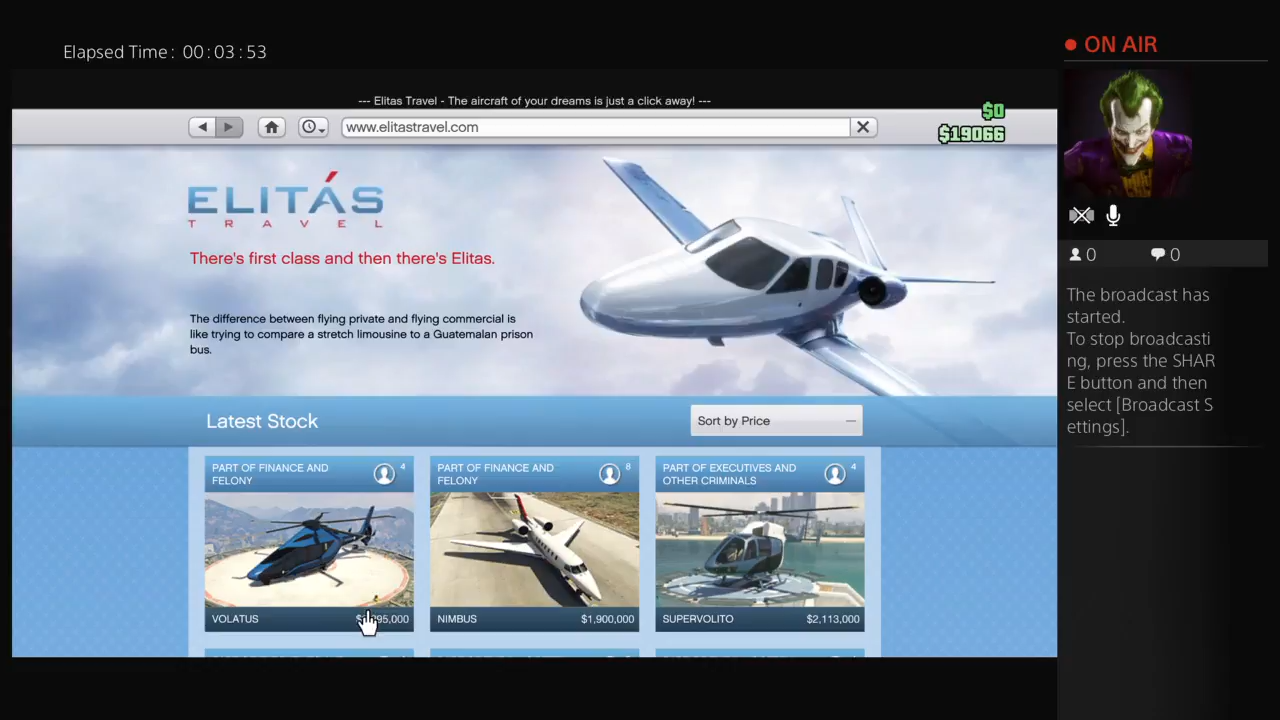 Elapsed Time: 00:03:53
ON AIR
--- Elitas Travel - The aircraft of your dreams is just a click away! ---
$0
www.elitastravel.com
$19066
ELITÁS
TRAVEL
There's first class and then there's Elitas.
The difference between flying private and flying commercial is
like trying to compare a stretch limousine to a Guatemalan prison
bus.
0
0
The broadcast has
started.
To stop broadcasti
ng, press the SHAR
E button and then
select [Broadcast S
ettings].
Latest Stock
Sort by Price
PART OF FINANCE AND
FELONY
4
VOLATUS
95,000
PART OF FINANCE AND
FELONY
8
NIMBUS
$1,900,000
PART OF EXECUTIVES AND
OTHER CRIMINALS
4
SUPERVOLITO
$2,113,000